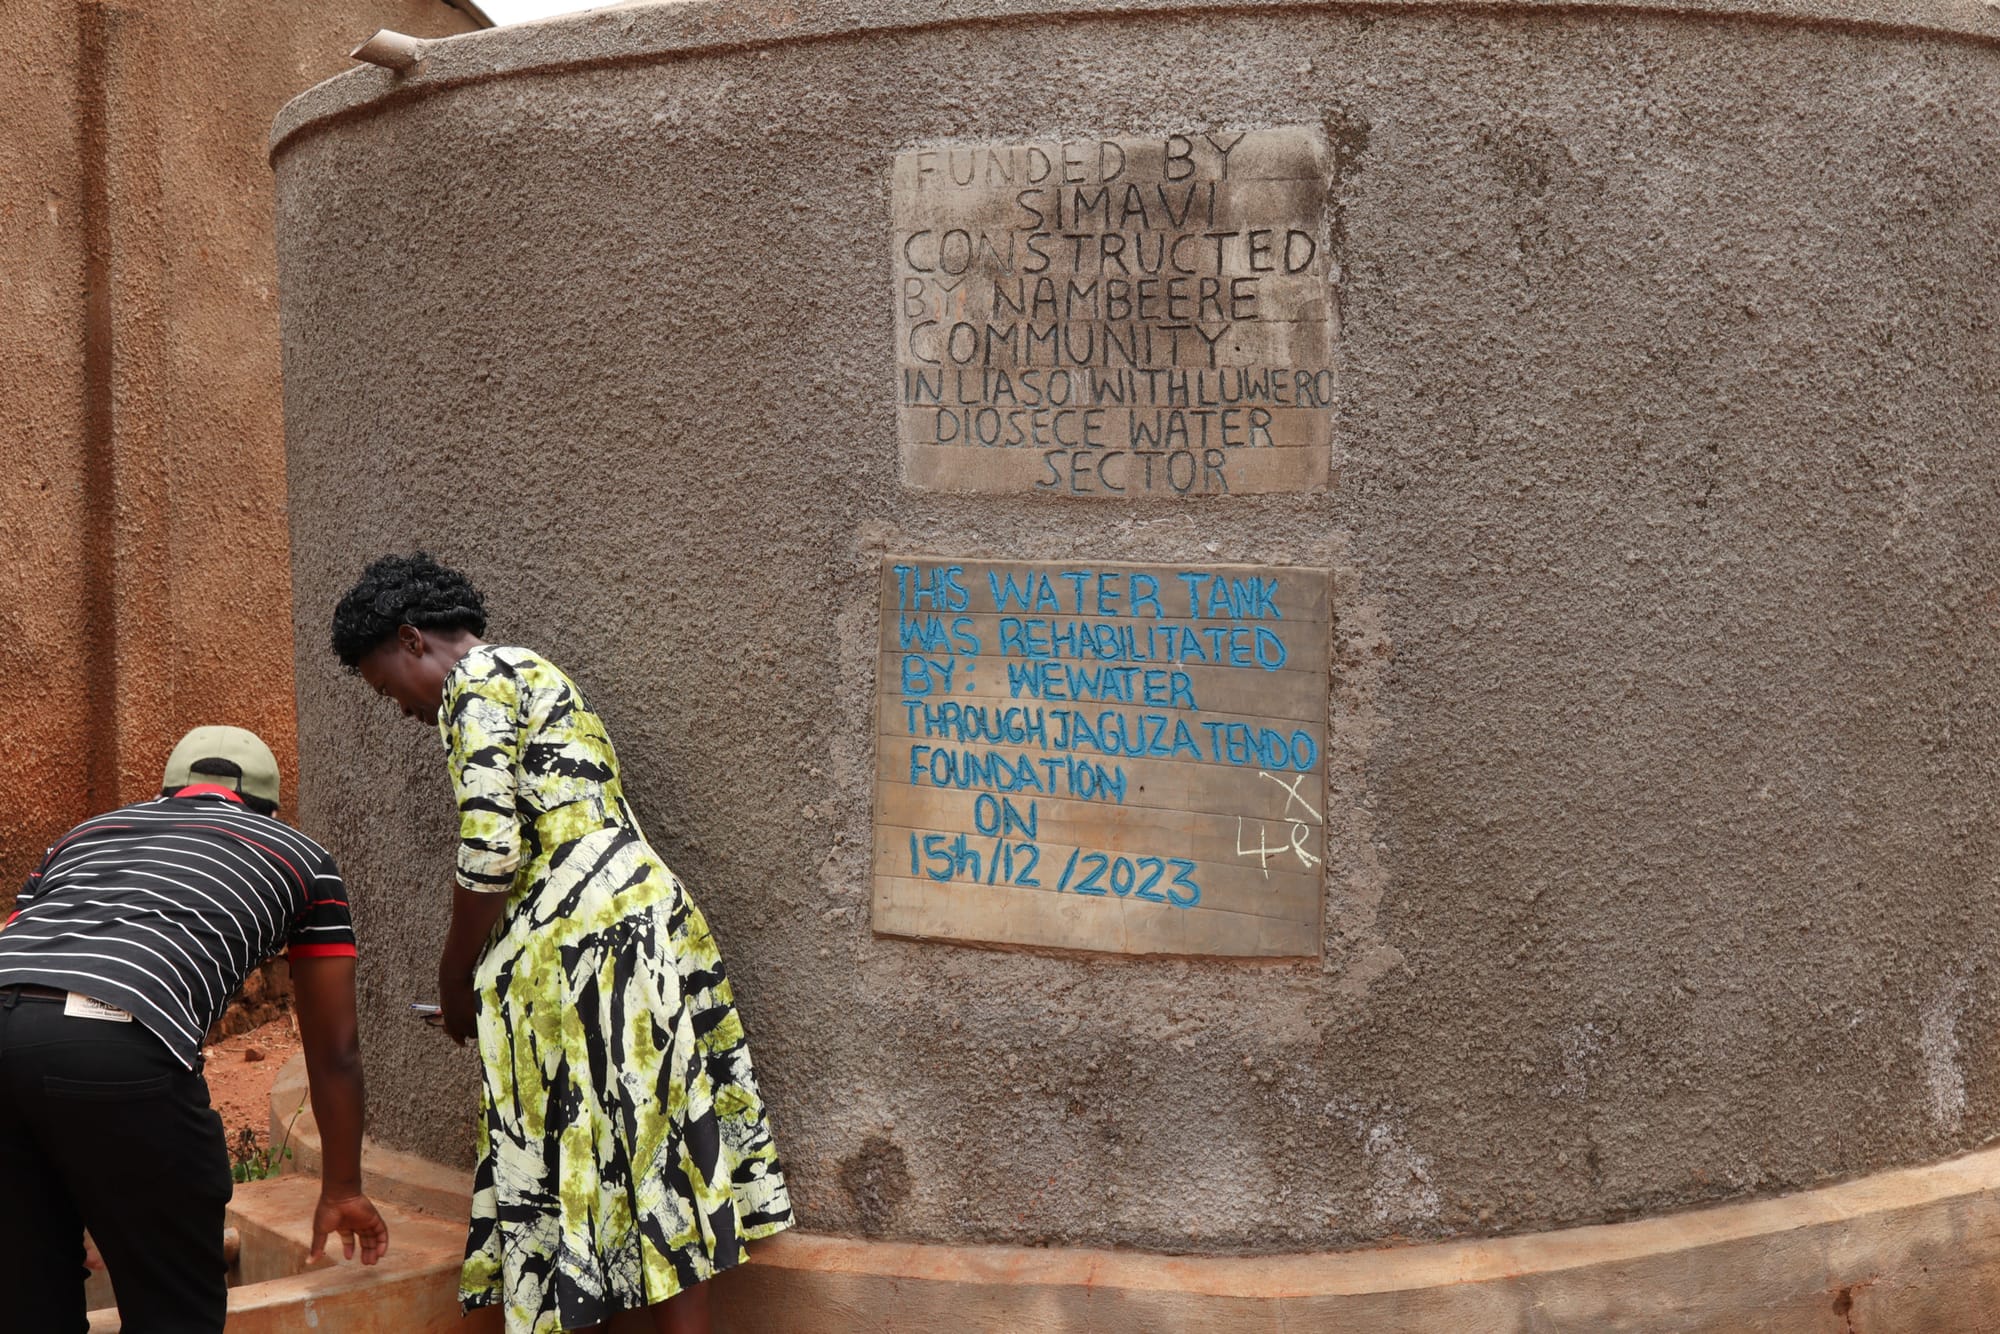 FUNDED BY
SIMAVI
CONSTRUCTED
BY NAMBEERE
COMMUNITY.
IN LIASON WITH LUWERO
DIOSECE WATER
SECTOR
THIS WATER TANK
WAS REHABILITATED
BY: WEWATER
THROUGH JAGUZA TENDO
FOUNDATION
ON
15th/12/2023
X